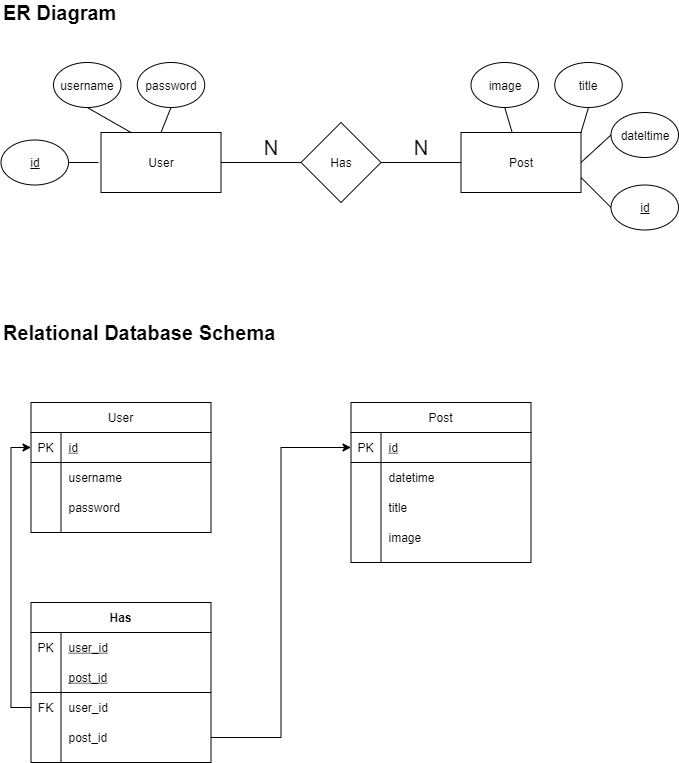 ER Diagram
username
password
image
title
dateltime
id
User
N
Has
N
Post
id
Relational Database Schema
User
PK id
username
password
Post
PK id
datetime
title
image
Has
PK user_id
post_id
FK user_id
post_id